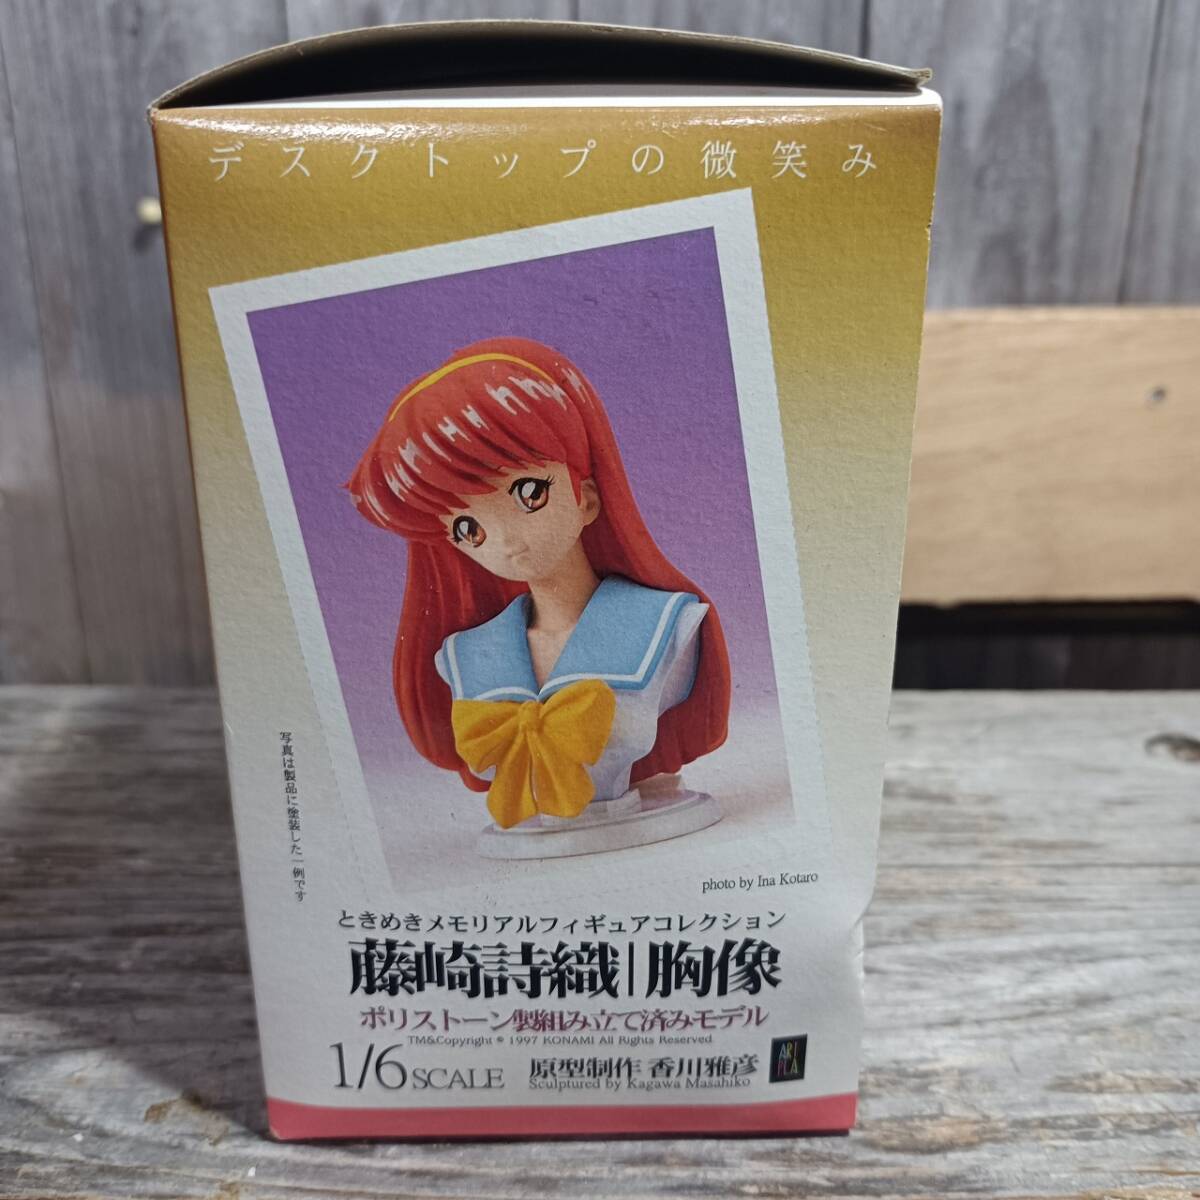 デスクトップの微笑み
写真は製品に塗装した一例です
photo by Ina Kotaro
ときめきメモリアルフィギュアコレクション
藤崎詩織|胸像
ポリストーン製組み立て済みモデル
TM&Copyright © 1997 KONAMI All Rights Reserved.
1/6 SCALE 原型制作 香川雅彦
Sculptured by Kagawa Masahiko
ART
PLA